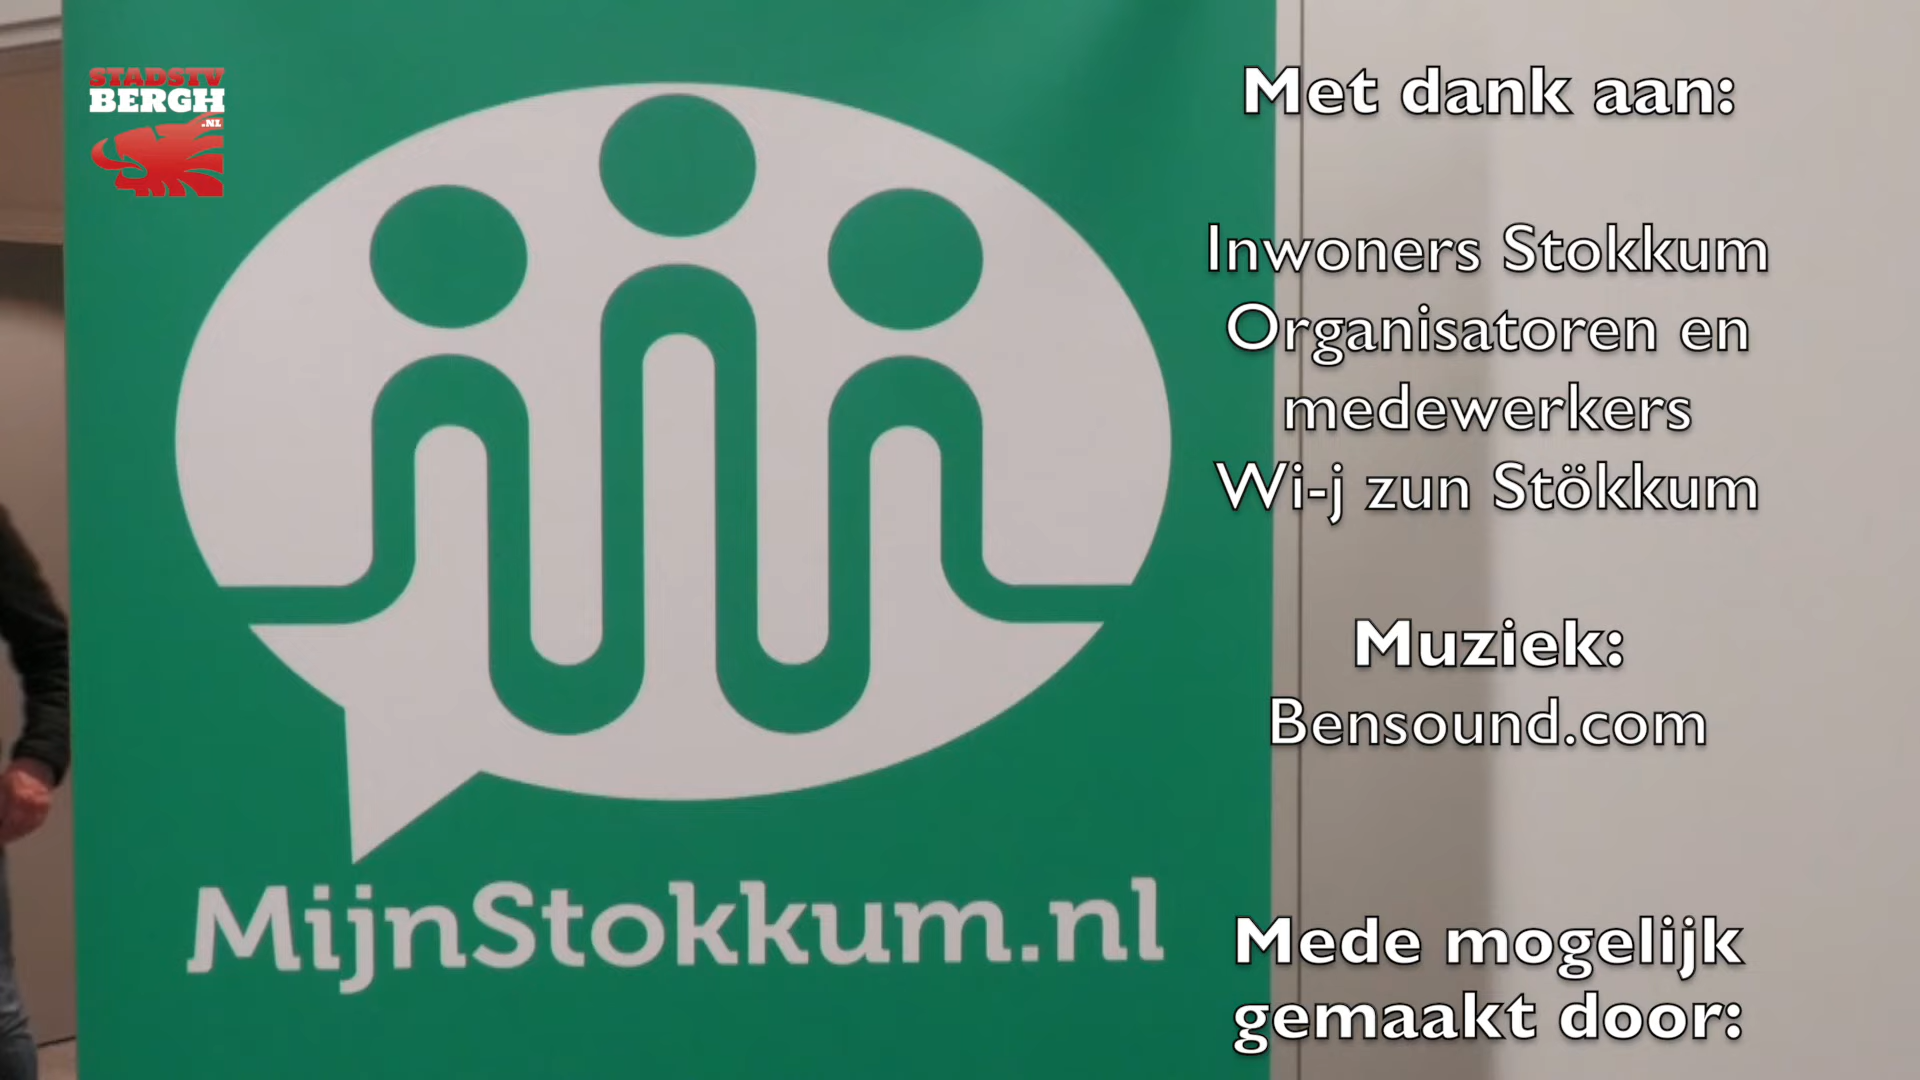 STADSTV
BERGH
.NL
MijnStokkum.nl
Met dank aan:
Inwoners Stokkum
Organisatoren en
medewerkers
Wi-j zun Stökkum
Muziek:
Bensound.com
Mede mogelijk
gemaakt door: